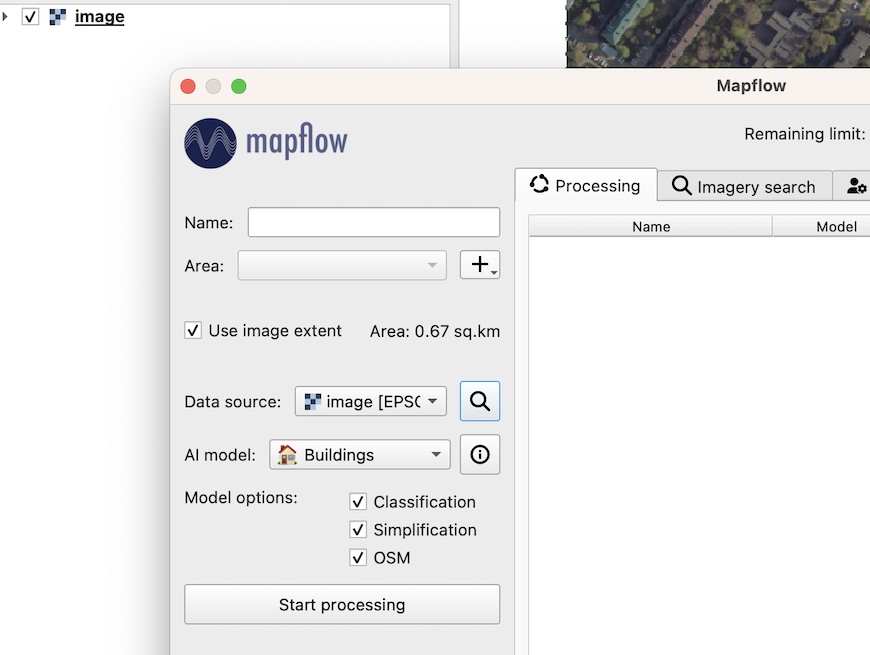 image
Mapflow
mapflow
Remaining limit:
Processing
Imagery search
Name:
Name
Model
Area:
Use image extent
Area: 0.67 sq.km
Data source:
image [EPSG
AI model:
Buildings
Model options:
Classification
Simplification
OSM
Start processing